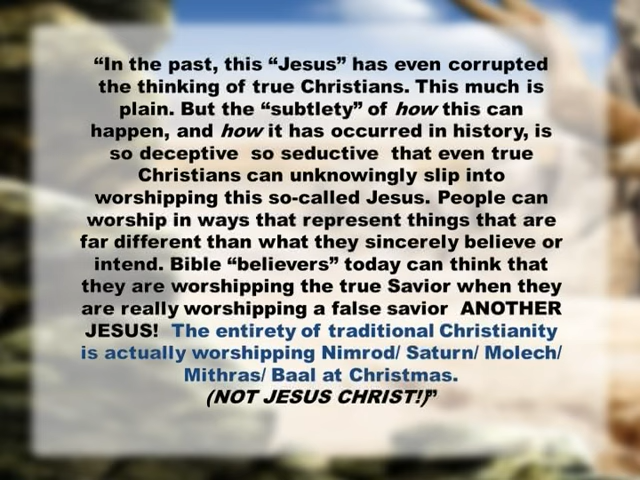 “In the past, this “Jesus” has even corrupted
the thinking of true Christians. This much is
plain. But the “subtlety” of how this can
happen, and how it has occurred in history, is
so deceptive  so seductive  that even true
Christians can unknowingly slip into
worshipping this so-called Jesus. People can
worship in ways that represent things that are
far different than what they sincerely believe or
intend. Bible “believers” today can think that
they are worshipping the true Savior when they
are really worshipping a false savior  ANOTHER
JESUS!  The entirety of traditional Christianity
is actually worshipping Nimrod/ Saturn/ Molech/
Mithras/ Baal at Christmas.
(NOT JESUS CHRIST!)”